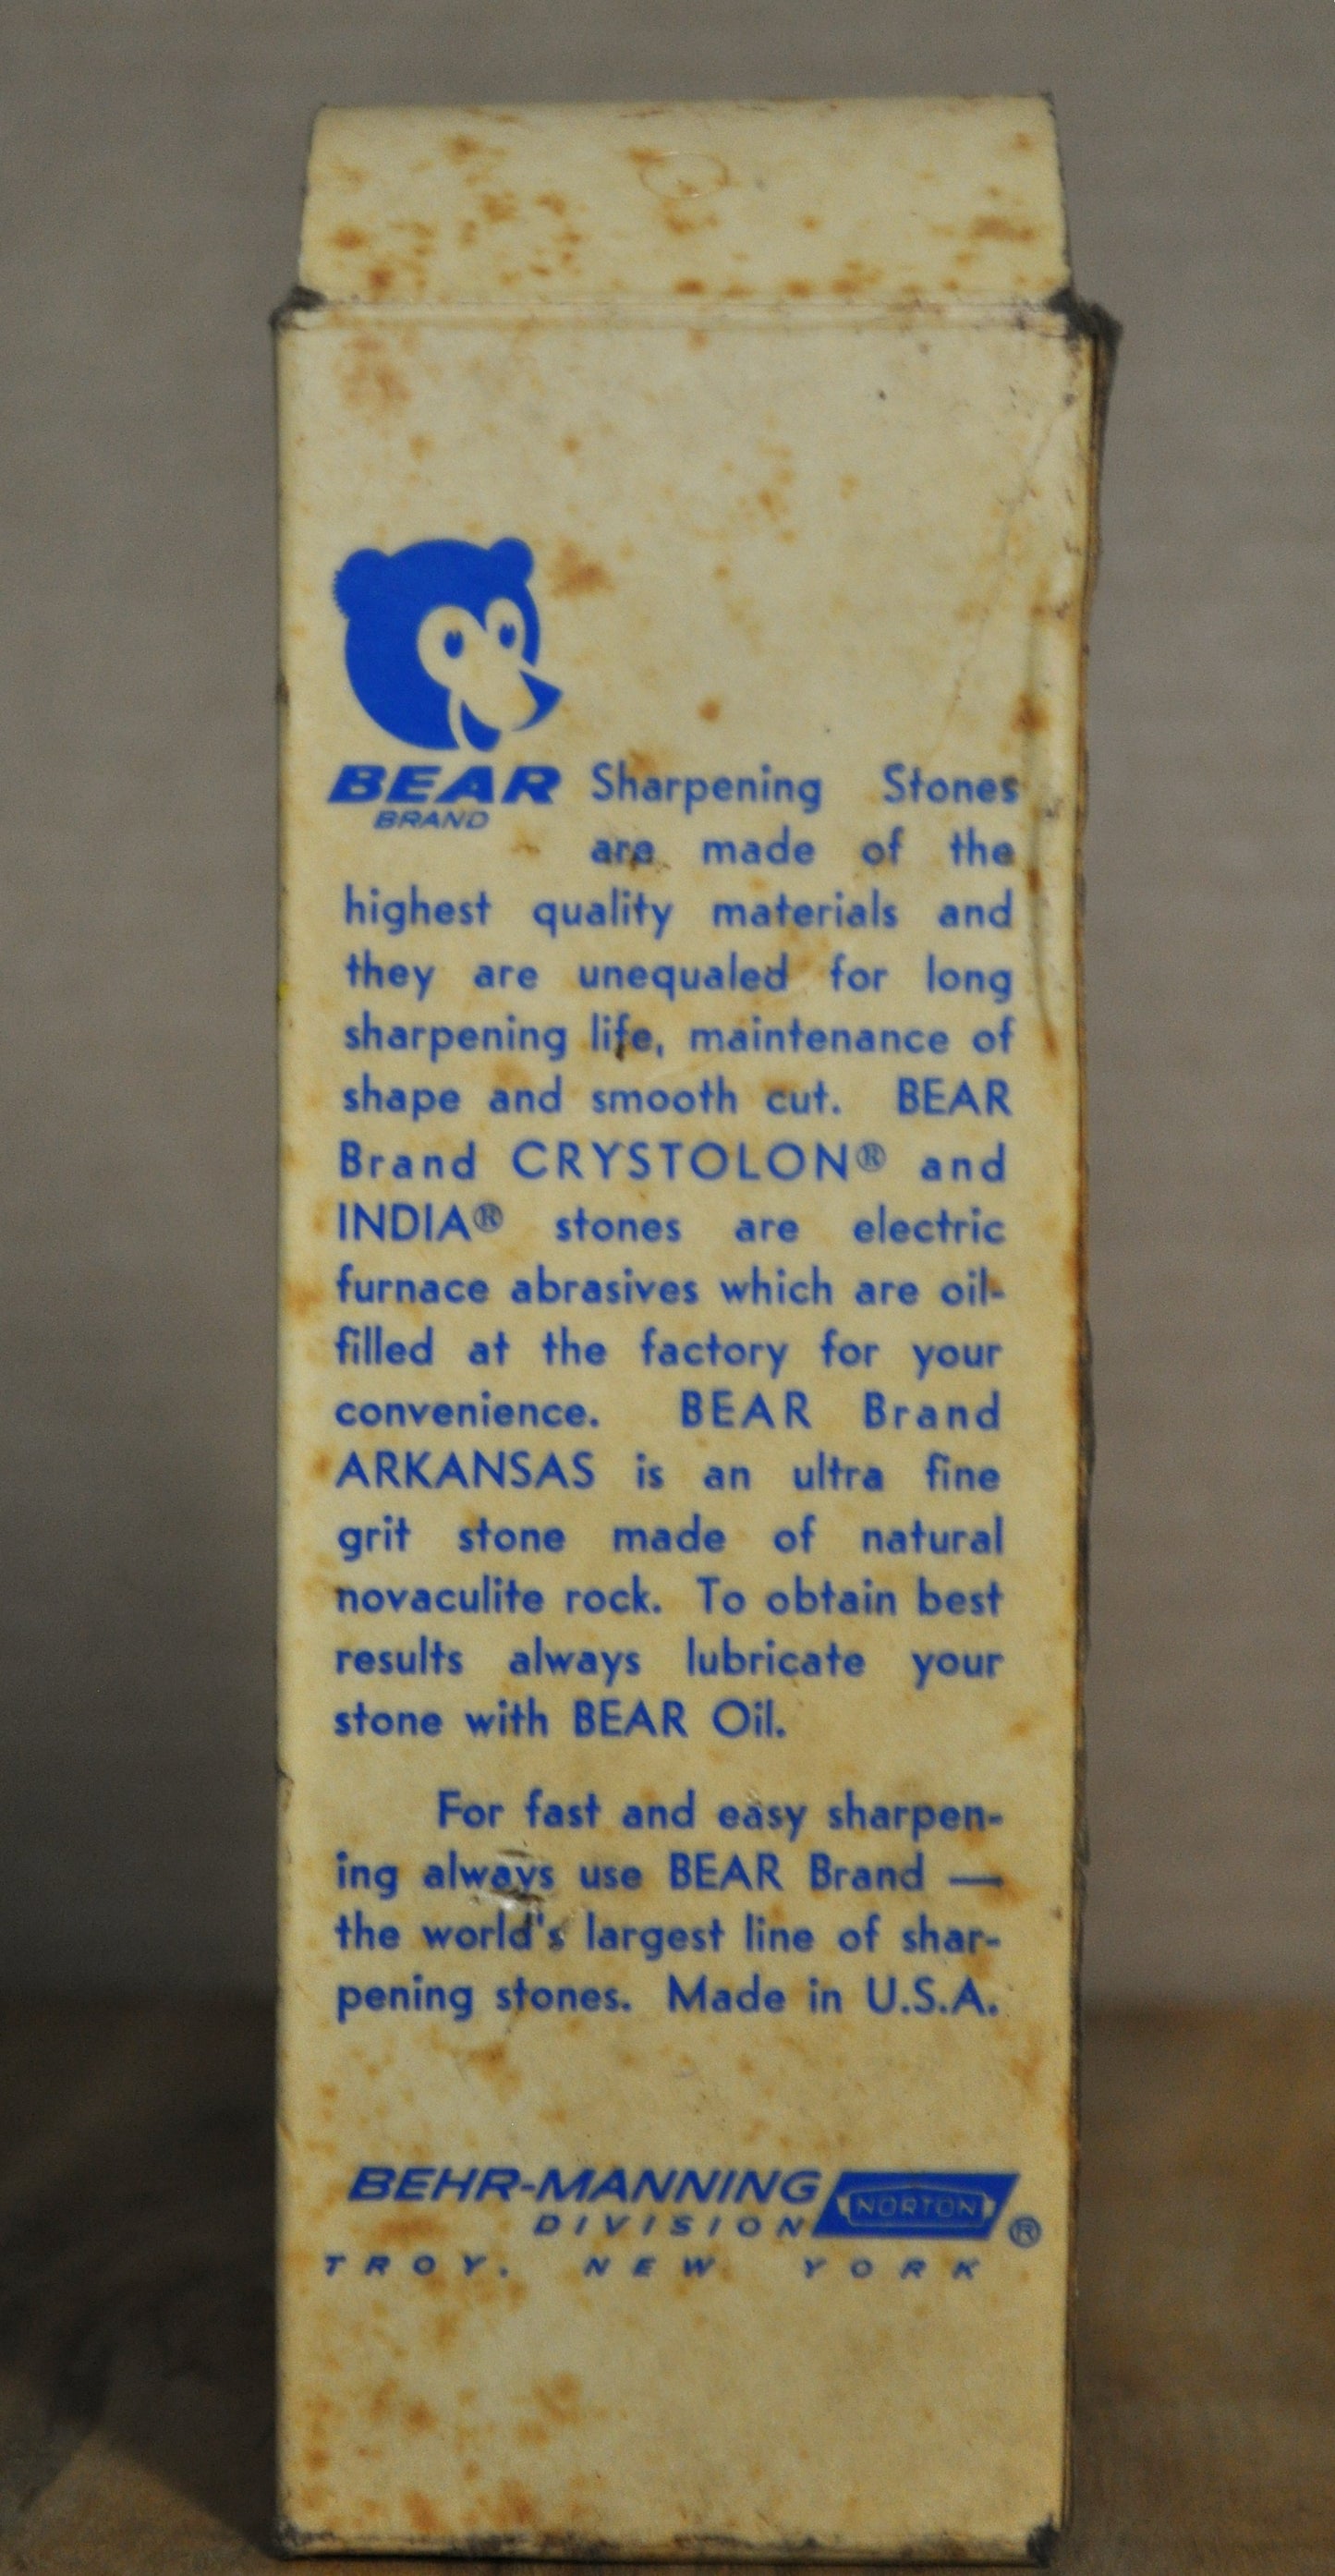 BEAR Sharpening Stones
BRAND
are made of the
highest quality materials and
they are unequaled for long
sharpening life, maintenance of
shape and smooth cut. BEAR
Brand CRYSTOLON® and
INDIA® stones are electric
furnace abrasives which are oil-
filled at the factory for your
convenience. BEAR Brand
ARKANSAS is an ultra fine
grit stone made of natural
novaculite rock. To obtain best
results always lubricate your
stone with BEAR Oil.
For fast and easy sharpen-
ing always use BEAR Brand —
the world's largest line of shar-
pening stones. Made in U.S.A.
BEHR-MANNING
DIVISION
NORTON ®
TROY, NEW YORK